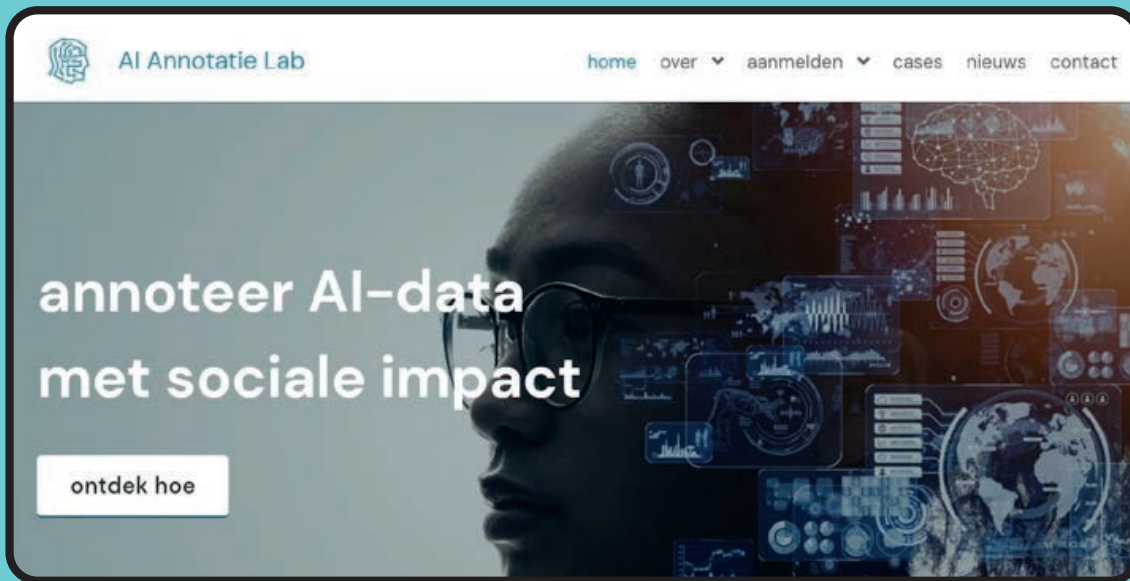 AI Annotatie Lab
home over aanmelden cases nieuws contact
annoteer AI-data
met sociale impact
ontdek hoe